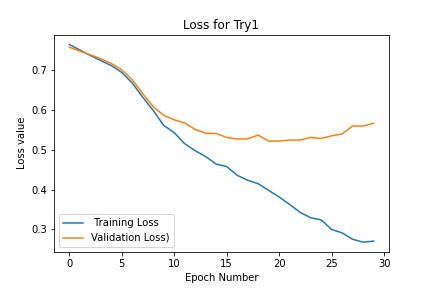 Loss for Try1
Loss value
0.7
0.6
0.5
0.4
0.3
Training Loss
Validation Loss)
0 5 10 15 20 25 30
Epoch Number